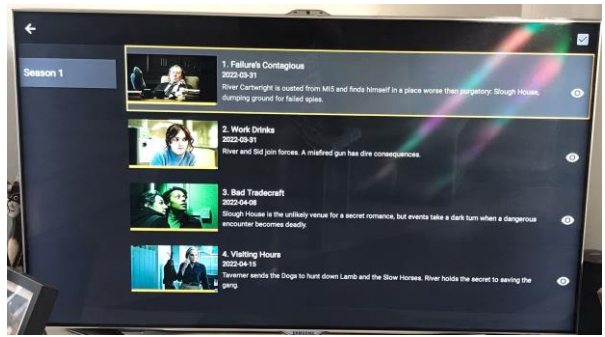 Season 1
1. Failure's Contagious
2022-03-31
River Cartwright is ousted from MI5 and finds himself in a place worse than purgatory: Slough House,
dumping ground for failed spies.
2. Work Drinks
2022-03-31
River and Sid join forces. A misfired gun has dire consequences.
3. Bad Tradecraft
2022-04-08
Slough House is the unlikely venue for a secret romance, but events take a dark turn when a dangerous
encounter becomes deadly.
4. Visiting Hours
2022-04-15
Taverner sends the Dogs to hunt down Lamb and the Slow Horses. River holds the secret to saving the
gang.
SAMSUNG